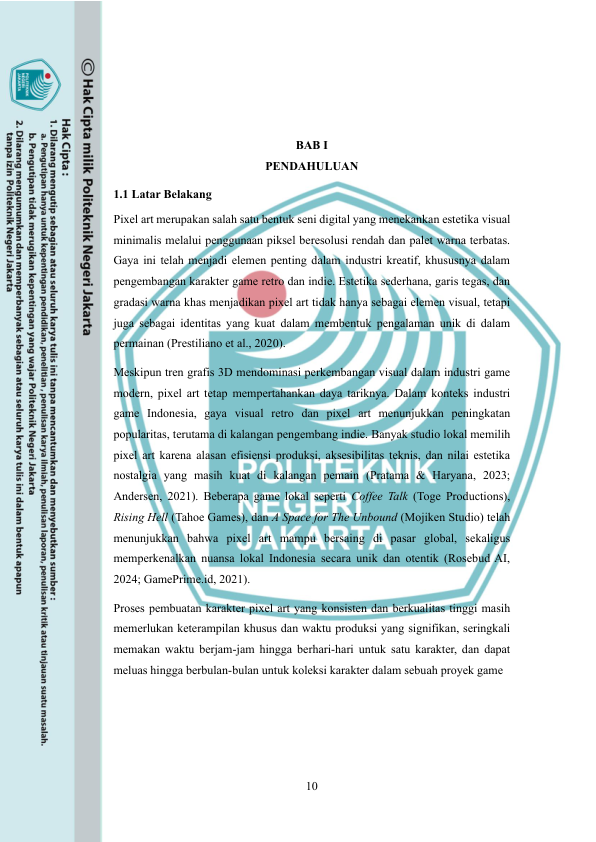 BAB I
PENDAHULUAN
1.1 Latar Belakang
Pixel art merupakan salah satu bentuk seni digital yang menekankan estetika visual
minimalis melalui penggunaan piksel beresolusi rendah dan palet warna terbatas.
Gaya ini telah menjadi elemen penting dalam industri kreatif, khususnya dalam
pengembangan karakter game retro dan indie. Estetika sederhana, garis tegas, dan
gradasi warna khas menjadikan pixel art tidak hanya sebagai elemen visual, tetapi
juga sebagai identitas yang kuat dalam membentuk pengalaman unik di dalam
permainan (Prestiliano et al., 2020).
Meskipun tren grafis 3D mendominasi perkembangan visual dalam industri game
modern, pixel art tetap mempertahankan daya tariknya. Dalam konteks industri
game Indonesia, gaya visual retro dan pixel art menunjukkan peningkatan
popularitas, terutama di kalangan pengembang indie. Banyak studio lokal memilih
pixel art karena alasan efisiensi produksi, aksesibilitas teknis, dan nilai estetika
nostalgia yang masih kuat di kalangan pemain (Pratama & Haryana, 2023;
Andersen, 2021). Beberapa game lokal seperti Coffee Talk (Toge Productions),
Rising Hell (Tahoe Games), dan A Space for The Unbound (Mojiken Studio) telah
menunjukkan bahwa pixel art mampu bersaing di pasar global, sekaligus
memperkenalkan nuansa lokal Indonesia secara unik dan otentik (Rosebud AI,
2024; GamePrime.id, 2021).
Proses pembuatan karakter pixel art yang konsisten dan berkualitas tinggi masih
memerlukan keterampilan khusus dan waktu produksi yang signifikan, seringkali
memakan waktu berjam-jam hingga berhari-hari untuk satu karakter, dan dapat
meluas hingga berbulan-bulan untuk koleksi karakter dalam sebuah proyek game
10
POLITEKNIK
NEGERI
JAKARTA
© Hak Cipta milik Politeknik Negeri Jakarta
Hak Cipta :
1. Dilarang mengutip sebagian atau seluruh karya tulis ini tanpa mencantumkan dan menyebutkan sumber :
a. Pengutipan hanya untuk kepentingan pendidikan, penelitian, penulisan karya ilmiah, penulisan laporan, penulisan kritik atau tinjauan suatu masalah.
b. Pengutipan tidak merugikan kepentingan yang wajar Politeknik Negeri Jakarta
2. Dilarang mengumumkan dan memperbanyak sebagian atau seluruh karya tulis ini dalam bentuk apapun
tanpa izin Politeknik Negeri Jakarta
POLITEKNIK
NEGERI
JAKARTA